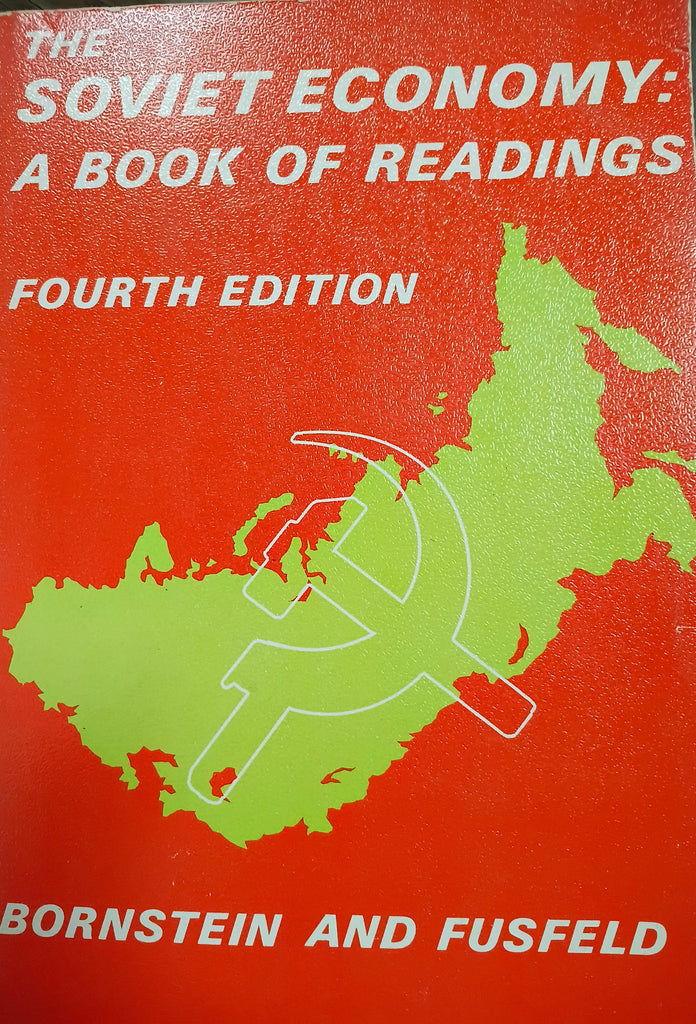 THE
SOVIET ECONOMY:
A BOOK OF READINGS
FOURTH EDITION
BORNSTEIN AND FUSFELD